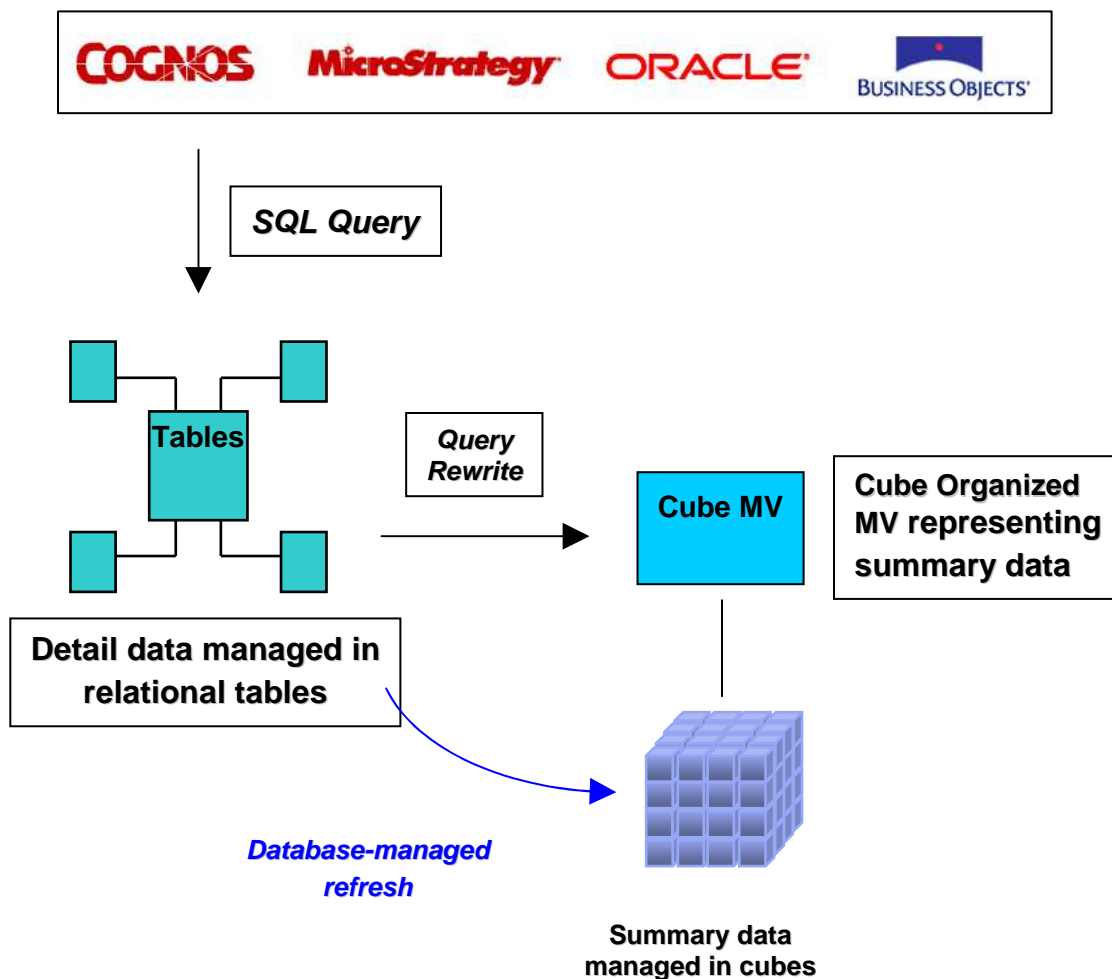 COGNOS
MicroStrategy
ORACLE®
BUSINESS OBJECTS®
SQL Query
Tables
Query
Rewrite
Cube MV
Cube Organized
MV representing
summary data
Detail data managed in
relational tables
Database-managed
refresh
Summary data
managed in cubes